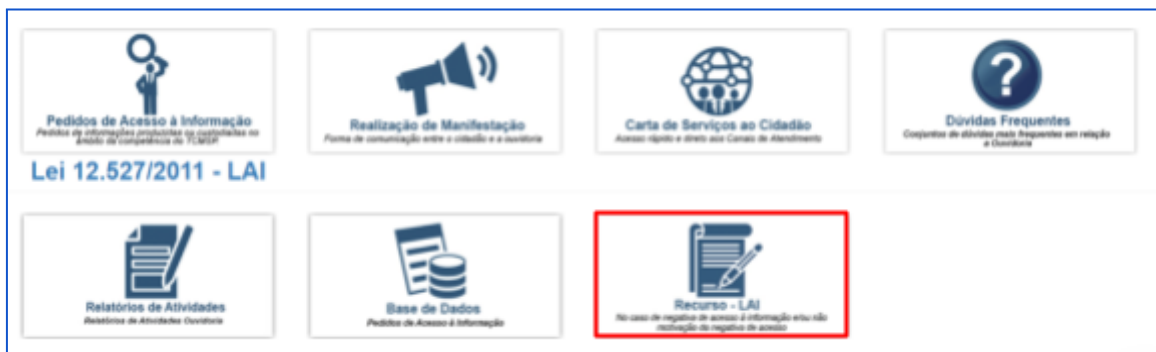 Pedidos de Acesso à Informação
Pedidos de informações produzidas ou custodiadas no
âmbito da competência do TJMSP
Realização de Manifestação
Forma de comunicação entre o cidadão e a ouvidoria
Carta de Serviços ao Cidadão
Acesso rápido e direto aos Canais de Atendimento
?
Dúvidas Frequentes
Conjuntos de dúvidas mais frequentes em relação
a Ouvidoria
Lei 12.527/2011 - LAI
Relatórios de Atividades
Relatórios de Atividades Ouvidoria
Base de Dados
Pedidos de Acesso à Informação
Recurso - LAI
No caso de negativa de acesso à informação e/ou não
motivação da negativa de acesso